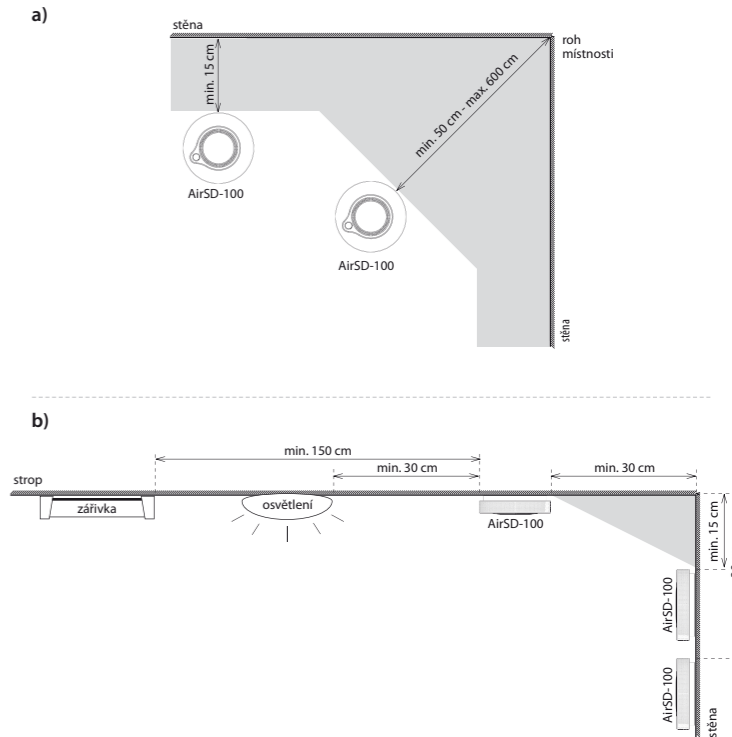 a)
stěna
roh
místnosti
min. 15 cm
min. 50 cm - max. 600 cm
AirSD-100
AirSD-100
stěna
b)
min. 150 cm
min. 30 cm
min. 30 cm
strop
zářivka
osvětlení
AirSD-100
min. 15 cm
AirSD-100
AirSD-100
stěna